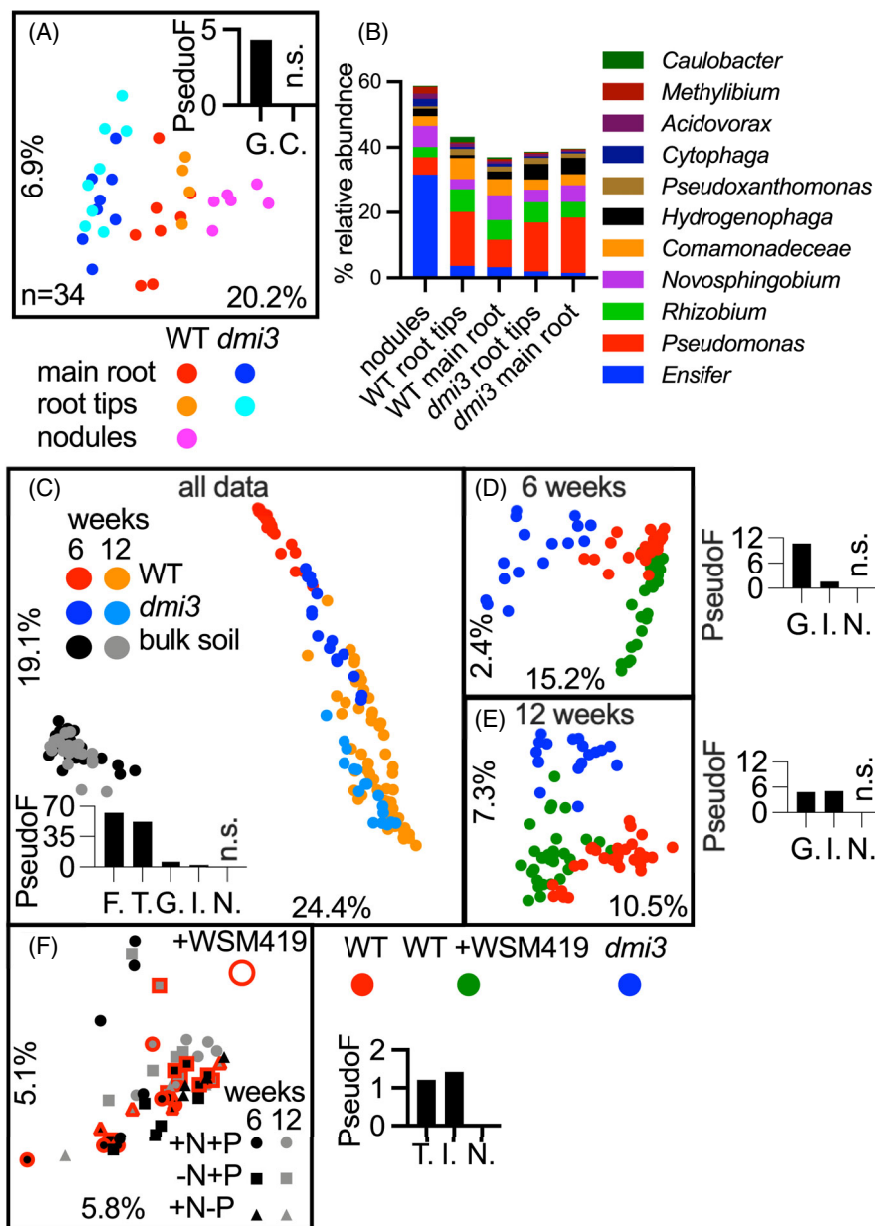 (A)
PseduoF
5
0
n.s.
G. C.
6.9%
n=34
20.2%
WT dmi3
main root
root tips
nodules
(B)
% relative abundnce
60
40
20
0
nodules
WT root tips
WT main root
dmi3 root tips
dmi3 main root
Caulobacter
Methylibium
Acidovorax
Cytophaga
Pseudoxanthomonas
Hydrogenophaga
Comamonadeceae
Novosphingobium
Rhizobium
Pseudomonas
Ensifer
(C)
all data
weeks
6 12
WT
dmi3
bulk soil
19.1%
PseudoF
70
35
0
n.s.
F. T. G. I. N.
24.4%
(D)
6 weeks
2.4%
15.2%
PseudoF
12
6
0
n.s.
G. I. N.
(E)
12 weeks
7.3%
10.5%
PseudoF
12
6
0
n.s.
G. I. N.
(F)
+WSM419
5.1%
weeks
6 12
+N+P
-N+P
+N-P
5.8%
WT WT +WSM419 dmi3
PseudoF
2
1
0
T. I. N.